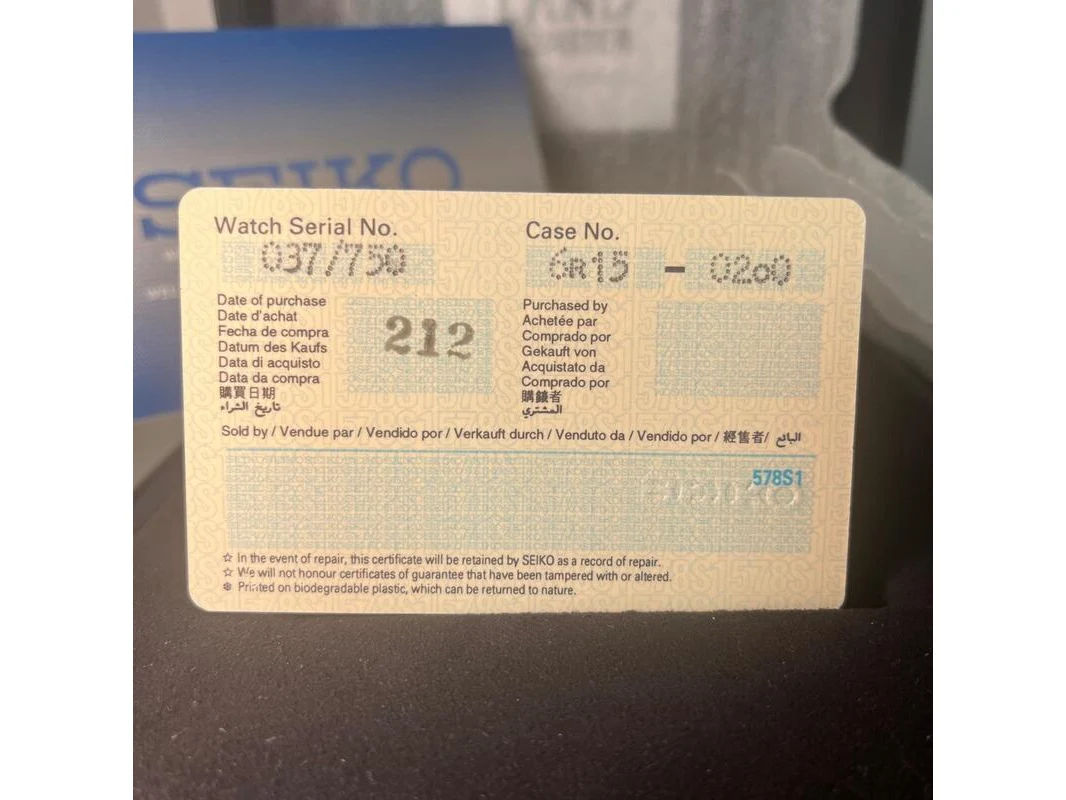 SEIKO
Watch Serial No.
037/750
Case No.
6R15 - 02o0
Date of purchase
Date d'achat
Fecha de compra
Datum des Kaufs
Data di acquisto
Data da compra
購買日期
تاريخ الشراء
212
Purchased by
Achetée par
Comprado por
Gekauft von
Acquistato da
Comprado por
購錶者
المشتري
Sold by / Vendue par / Vendido por / Verkauft durch / Venduto da / Vendido por / 經售者/ البائع
578S1
☆ In the event of repair, this certificate will be retained by SEIKO as a record of repair.
☆ We will not honour certificates of guarantee that have been tampered with or altered.
❄ Printed on biodegradable plastic, which can be returned to nature.